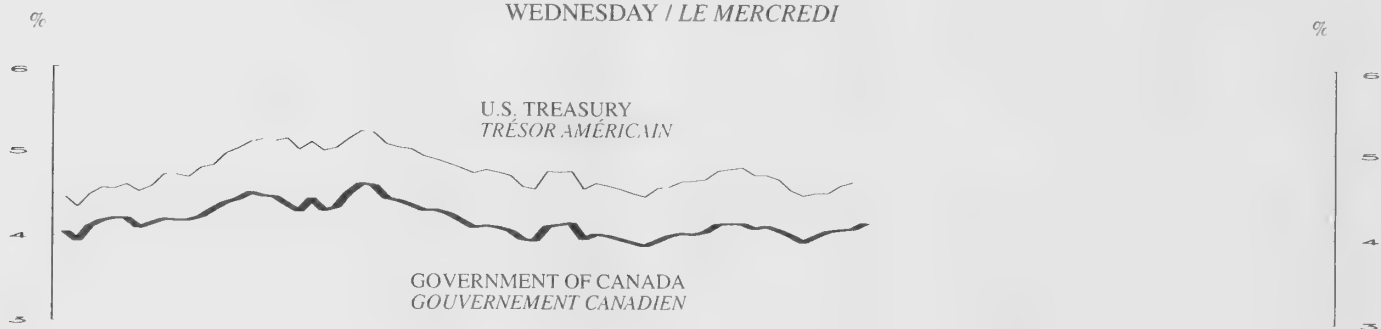 WEDNESDAY / LE MERCREDI
% %
6 6
U.S. TREASURY
TRÉSOR AMÉRICAIN
5 5
4 4
GOVERNMENT OF CANADA
GOUVERNEMENT CANADIEN
3 3